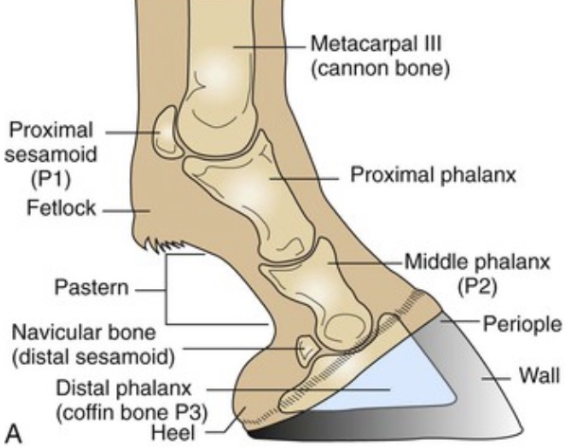 Metacarpal III
(cannon bone)
Proximal
sesamoid
(P1)
Proximal phalanx
Fetlock
Middle phalanx
(P2)
Pastern
Periople
Navicular bone
(distal sesamoid)
Wall
Distal phalanx
(coffin bone P3)
Heel
A